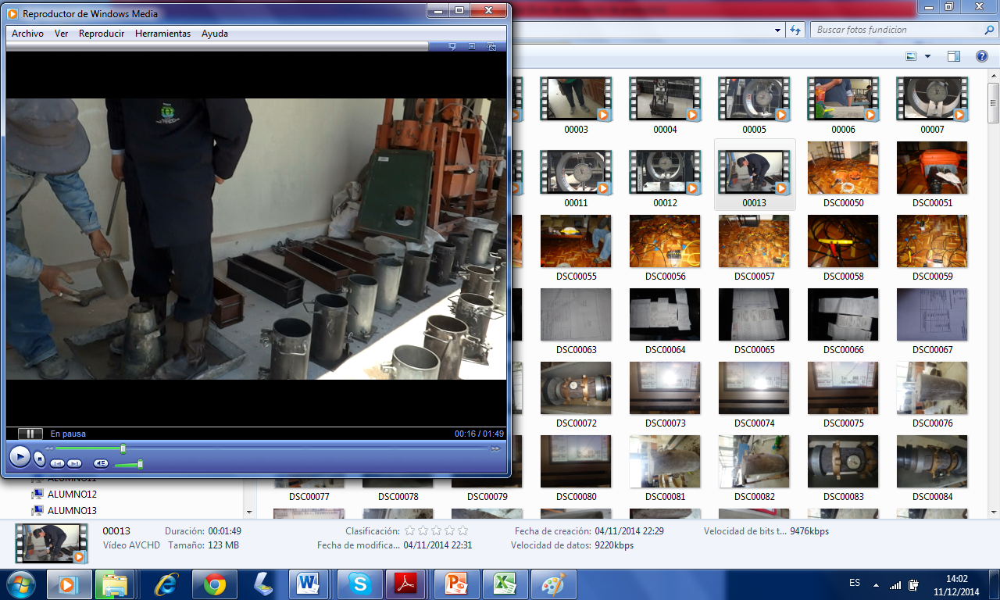 Reproductor de Windows Media
Archivo Ver Reproducir Herramientas Ayuda
En pausa 00:16 / 01:49
Buscar fotos fundicion
00003 00004 00005 00006 00007
00011 00012 00013 DSC00050 DSC00051
DSC00055 DSC00056 DSC00057 DSC00058 DSC00059
DSC00063 DSC00064 DSC00065 DSC00066 DSC00067
DSC00072 DSC00073 DSC00074 DSC00075 DSC00076
DSC00077 DSC00078 DSC00079 DSC00080 DSC00081 DSC00082 DSC00083 DSC00084
ALUMNO12
ALUMNO13
00013 Duración: 00:01:49 Clasificación: Fecha de creación: 04/11/2014 22:29 Velocidad de bits t... 9476kbps
Vídeo AVCHD Tamaño: 123 MB Fecha de modifica... 04/11/2014 22:31 Velocidad de datos: 9220kbps
ES 14:02
11/12/2014